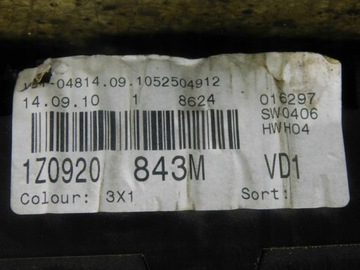 -04814.09.1052504912
14.09.10 1 8624 016297
SW0406
HWH04
1Z0920 843M VD1
Colour: 3X1 Sort: